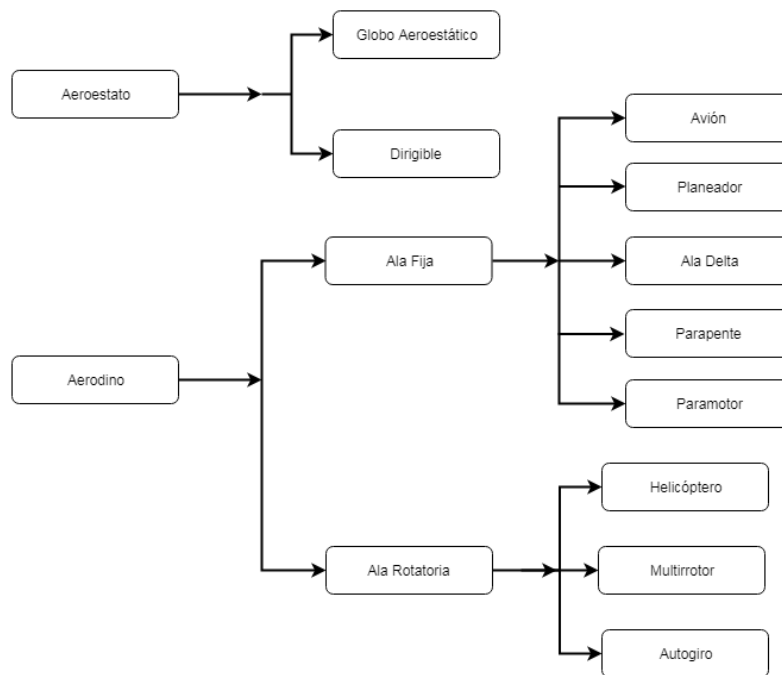 Globo Aeroestático
Aeroestato
Dirigible
Avión
Planeador
Ala Fija
Ala Delta
Parapente
Aerodino
Paramotor
Helicóptero
Ala Rotatoria
Multirrotor
Autogiro